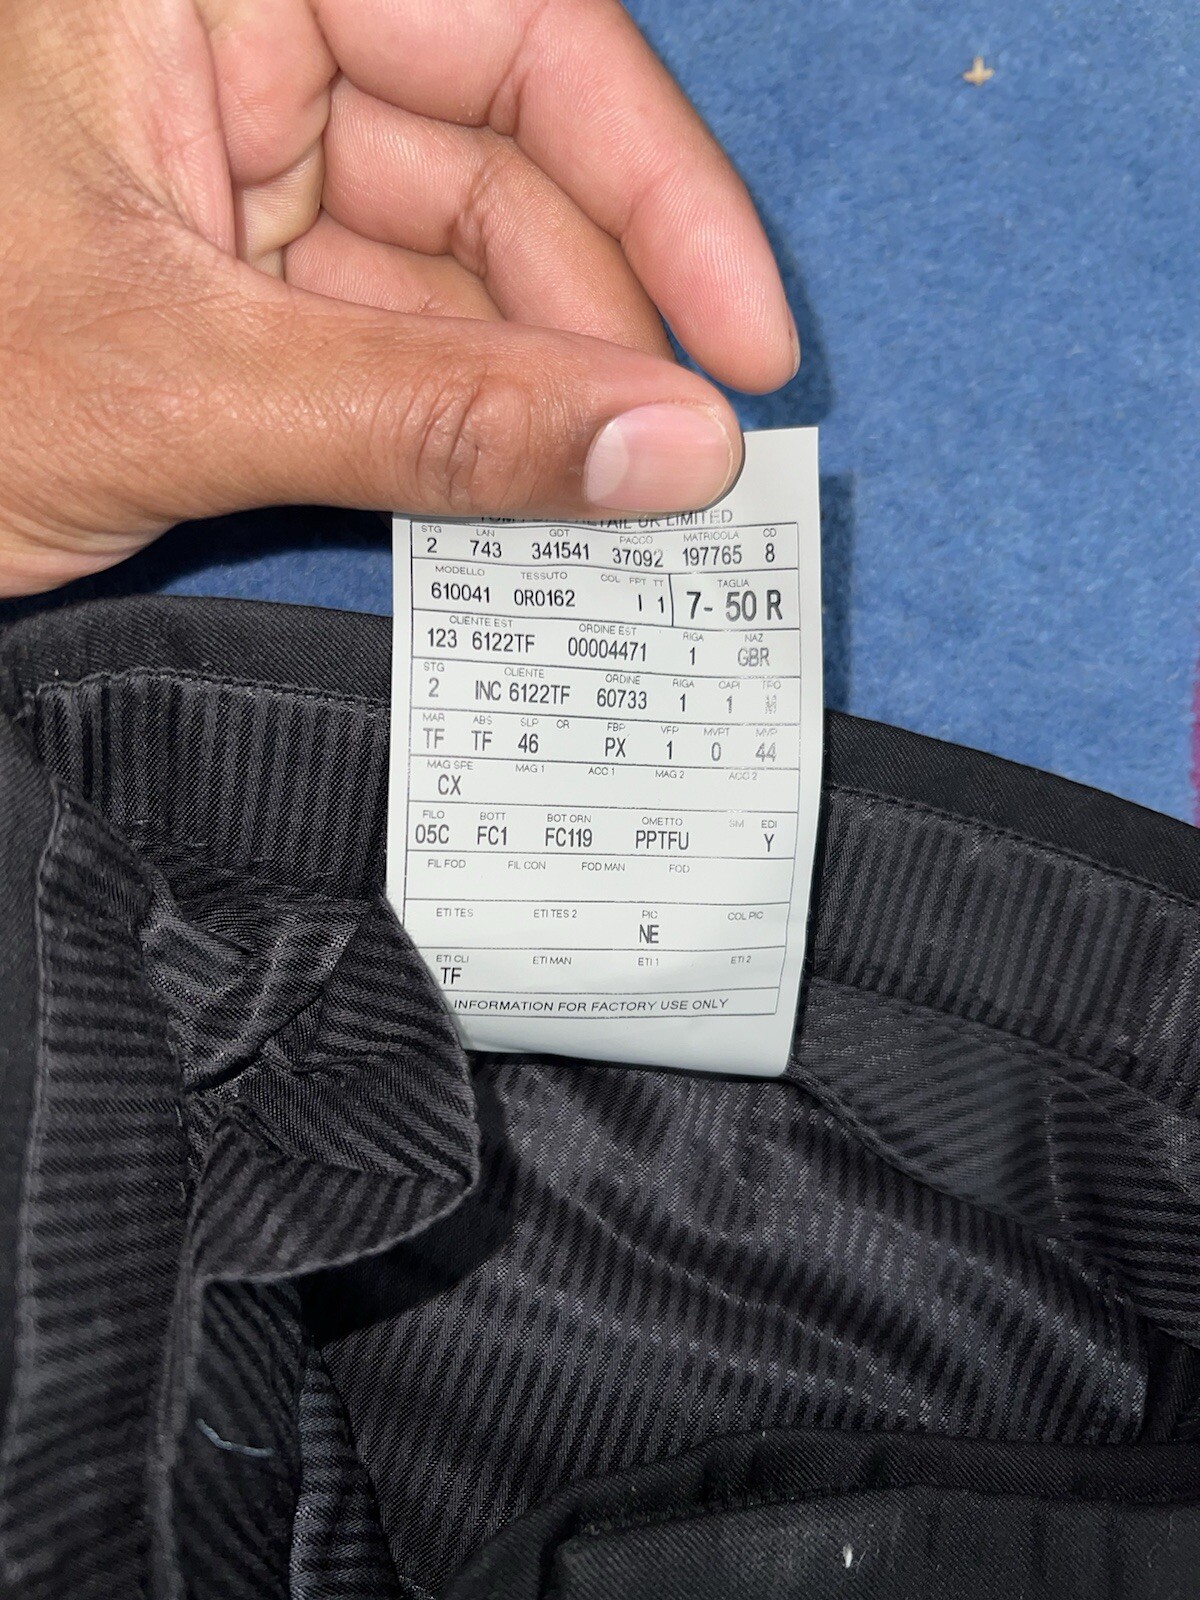 RETAIL UK LIMITED
STG LAN GDT PACCO MATRICOLA CD
2 743 341541 37092 197765 8
MODELLO TESSUTO COL FPT TT TAGLIA
610041 0R0162 I 1 7- 50 R
CLIENTE EST ORDINE EST RIGA NAZ
123 6122TF 00004471 1 GBR
STG CLIENTE ORDINE RIGA CAPI TPO
2 INC 6122TF 60733 1 1
MAR ABS SLP CR FBP VFP MVPT MVP
TF TF 46 PX 1 0 44
MAG SPE MAG 1 ACC 1 MAG 2 ACC 2
CX
FILO BOTT BOT ORN OMETTO SM EDI
05C FC1 FC119 PPTFU Y
FIL FOD FIL CON FOD MAN FOD
ETI TES ETI TES 2 PIC COL PIC
NE
ETI CLI ETI MAN ETI 1 ETI 2
TF
INFORMATION FOR FACTORY USE ONLY